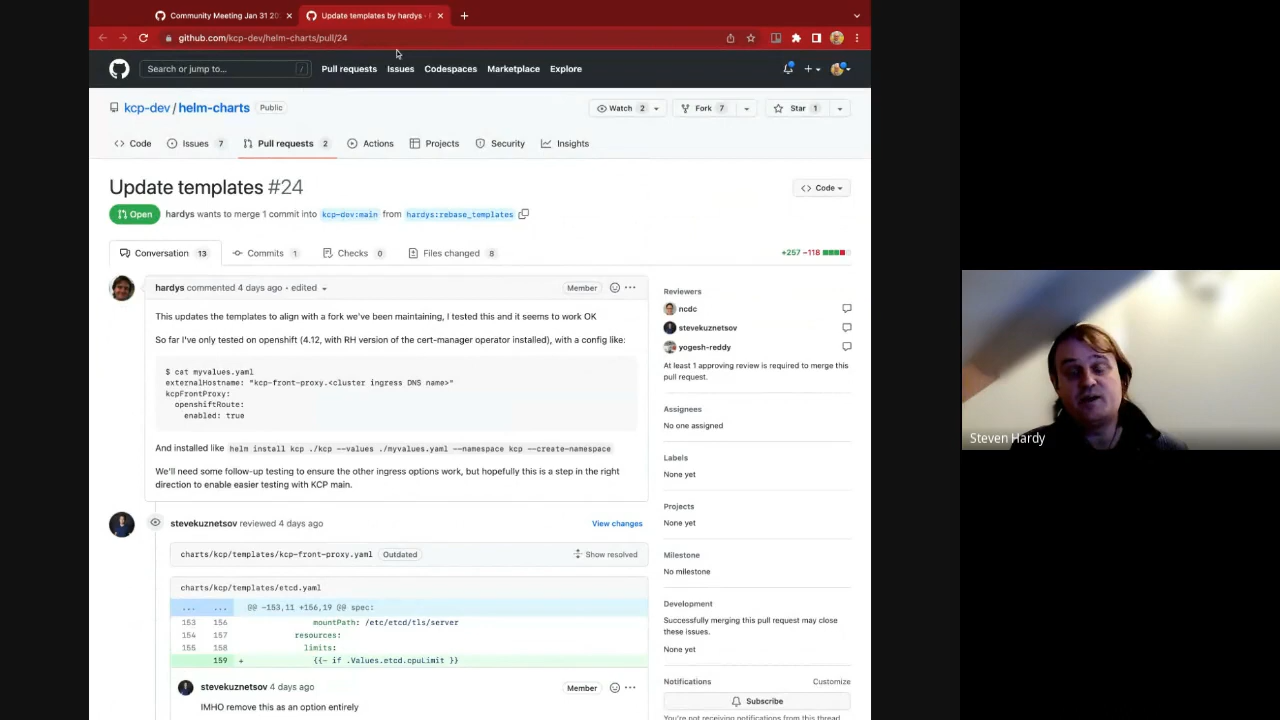 Community Meeting Jan 31 20
Update templates by hardys ·
github.com/kcp-dev/helm-charts/pull/24
Search or jump to...
/
Pull requests
Issues
Codespaces
Marketplace
Explore
kcp-dev / helm-charts
Public
Watch 2
Fork 7
Star 1
Code
Issues 7
Pull requests 2
Actions
Projects
Security
Insights
Update templates #24
Code
Open
hardys wants to merge 1 commit into kcp-dev:main from hardys:rebase_templates
Conversation 13
Commits 1
Checks 0
Files changed 8
+257 −118
hardys commented 4 days ago • edited
Member
This updates the templates to align with a fork we've been maintaining, I tested this and it seems to work OK
So far I've only tested on openshift (4.12, with RH version of the cert-manager operator installed), with a config like:
$ cat myvalues.yaml
externalHostname: "kcp-front-proxy.<cluster ingress DNS name>"
kcpFrontProxy:
openshiftRoute:
enabled: true
And installed like helm install kcp ./kcp --values ./myvalues.yaml --namespace kcp --create-namespace
We'll need some follow-up testing to ensure the other ingress options work, but hopefully this is a step in the right
direction to enable easier testing with KCP main.
stevekuznetsov reviewed 4 days ago
View changes
charts/kcp/templates/kcp-front-proxy.yaml
Outdated
Show resolved
charts/kcp/templates/etcd.yaml
... ... @@ -153,11 +156,19 @@ spec:
153 156 mountPath: /etc/etcd/tls/server
154 157 resources:
155 158 limits:
159 + {{- if .Values.etcd.cpuLimit }}
stevekuznetsov 4 days ago
Member
IMHO remove this as an option entirely
Reviewers
ncdc
stevekuznetsov
yogesh-reddy
At least 1 approving review is required to merge this
pull request.
Assignees
No one assigned
Labels
None yet
Projects
None yet
Milestone
No milestone
Development
Successfully merging this pull request may close
these issues.
None yet
Notifications
Customize
Subscribe
You're not receiving notifications from this thread.
Steven Hardy